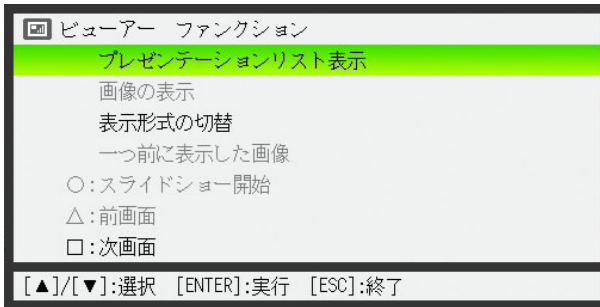 ビューアー ファンクション
プレゼンテーションリスト表示
画像の表示
表示形式の切替
一つ前に表示した画像
○:スライドショー開始
△:前画面
□:次画面
[▲]/[▼]:選択 [ENTER]:実行 [ESC]:終了